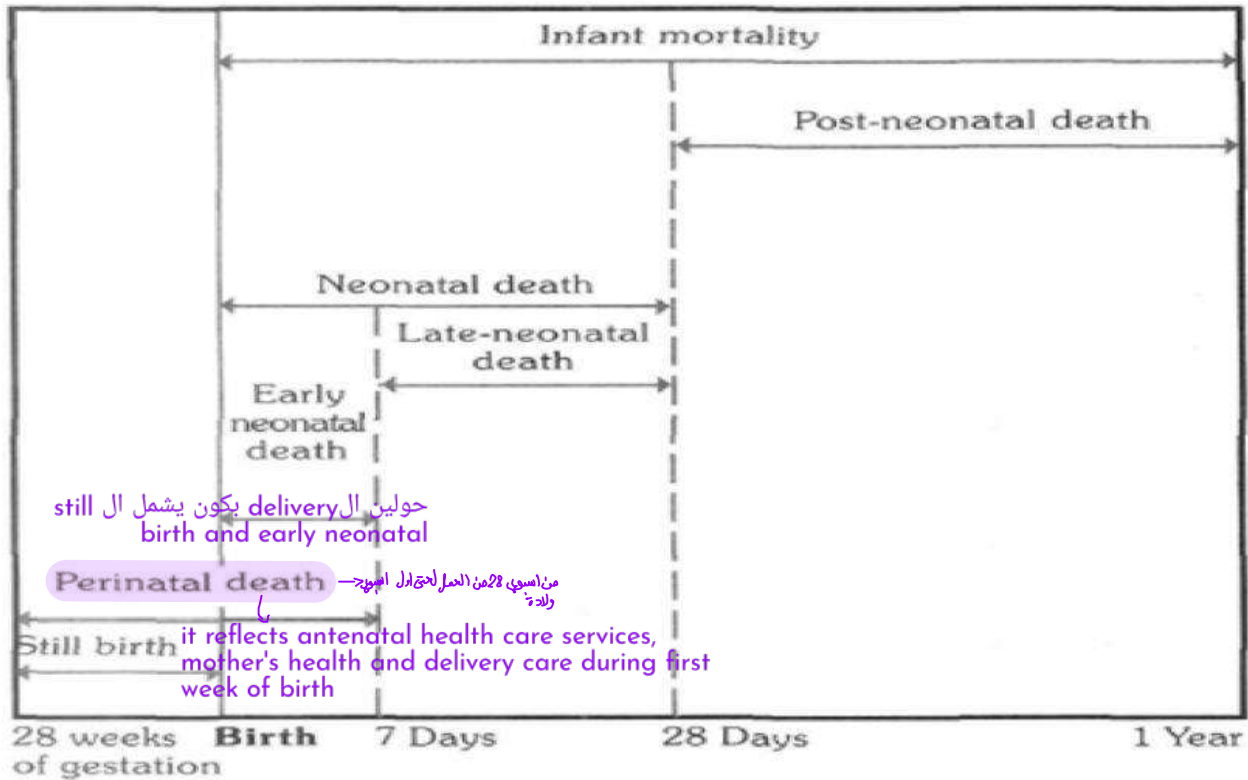 Infant mortality
Post-neonatal death
Neonatal death
Late-neonatal
death
Early
neonatal
death
حولين الdelivery بكون يشمل ال still
birth and early neonatal
Perinatal death
من اسبوع 28 من الحمل لحتى اول اسبوع
ولادة
Still birth
it reflects antenatal health care services,
mother's health and delivery care during first
week of birth
28 weeks
of gestation
Birth
7 Days
28 Days
1 Year